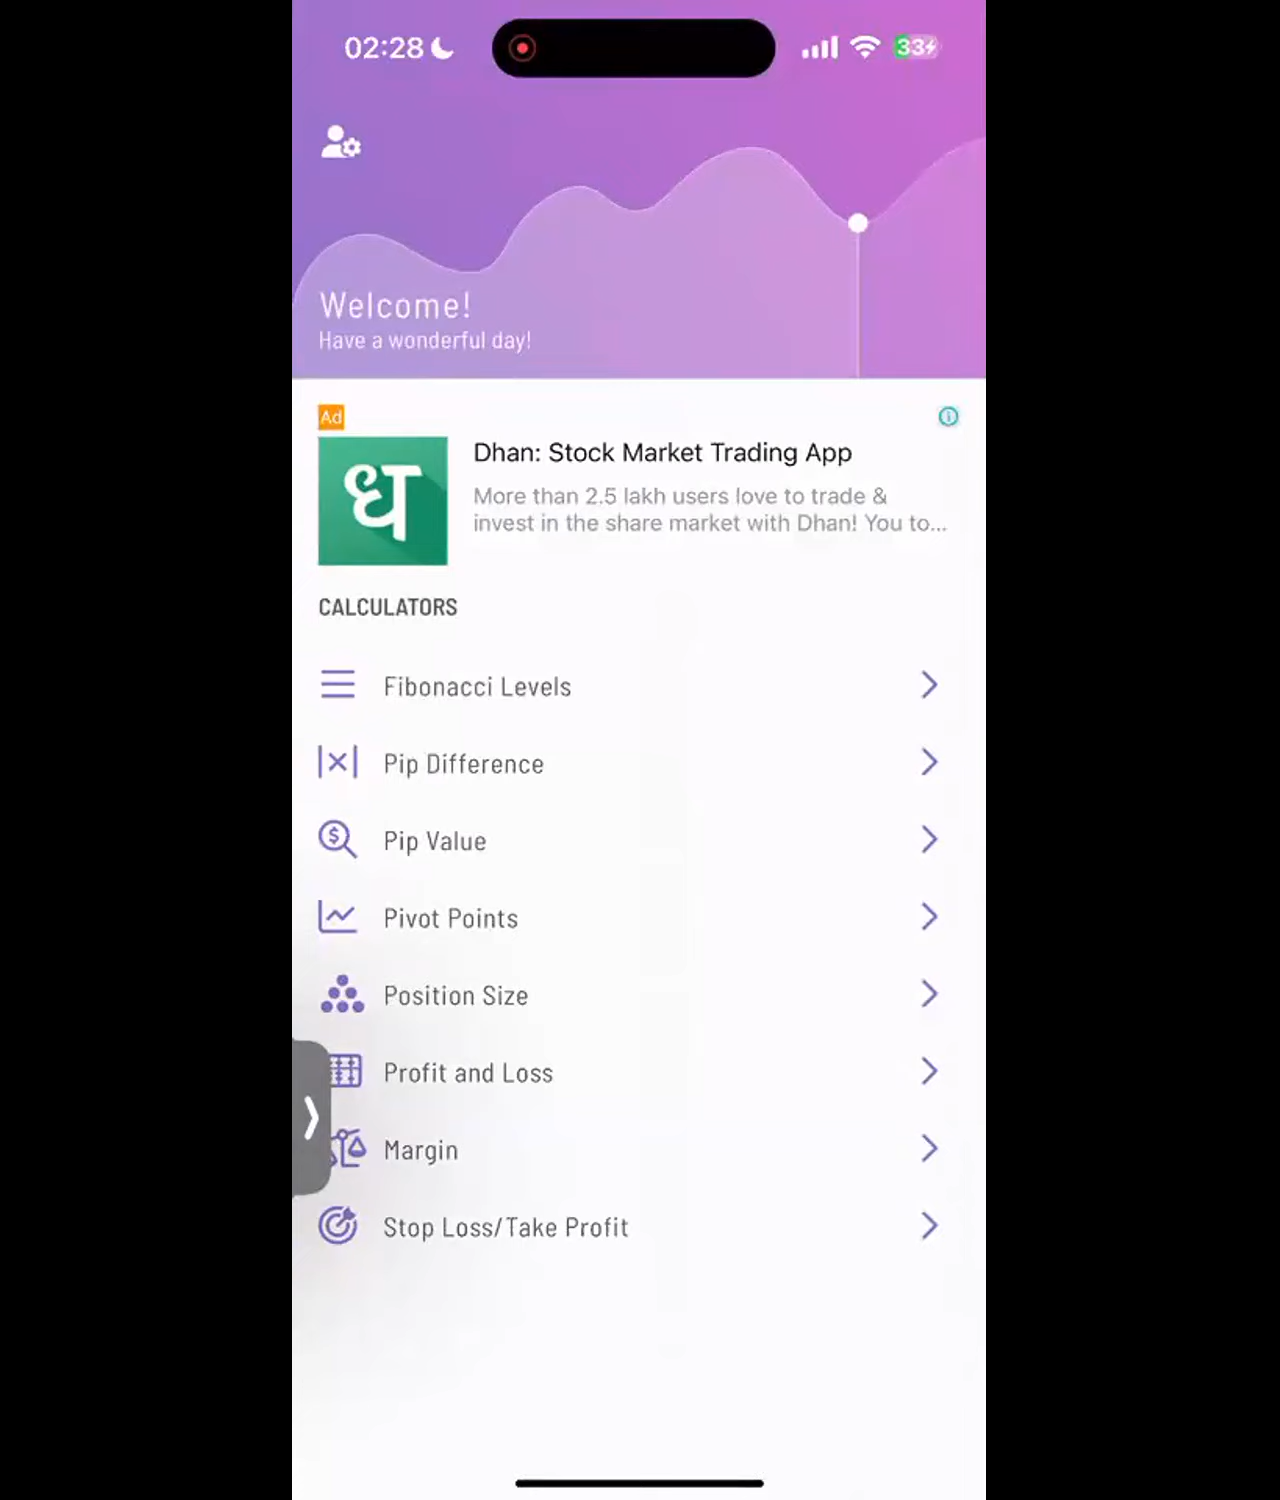 02:28
33
Welcome!
Have a wonderful day!
Ad
ध
Dhan: Stock Market Trading App
More than 2.5 lakh users love to trade &
invest in the share market with Dhan! You to...
CALCULATORS
Fibonacci Levels
Pip Difference
Pip Value
Pivot Points
Position Size
Profit and Loss
Margin
Stop Loss/Take Profit